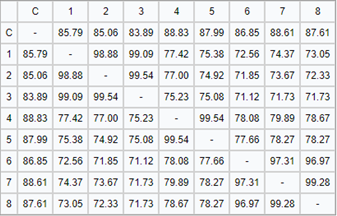 C 1 2 3 4 5 6 7 8
C - 85.79 85.06 83.89 88.83 87.99 86.85 88.61 87.61
1 85.79 - 98.88 99.09 77.42 75.38 72.56 74.37 73.05
2 85.06 98.88 - 99.54 77.00 74.92 71.85 73.67 72.33
3 83.89 99.09 99.54 - 75.23 75.08 71.12 71.73 71.73
4 88.83 77.42 77.00 75.23 - 99.54 78.08 79.89 78.67
5 87.99 75.38 74.92 75.08 99.54 - 77.66 78.27 78.27
6 86.85 72.56 71.85 71.12 78.08 77.66 - 97.31 96.97
7 88.61 74.37 73.67 71.73 79.89 78.27 97.31 - 99.28
8 87.61 73.05 72.33 71.73 78.67 78.27 96.97 99.28 -